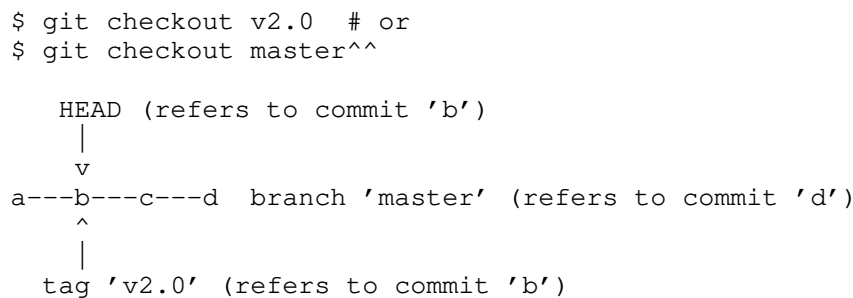 $ git checkout v2.0  # or
$ git checkout master^^
   HEAD (refers to commit ’b’)
    |
    v
a---b---c---d  branch ’master’ (refers to commit ’d’)
    ^
    |
  tag ’v2.0’ (refers to commit ’b’)